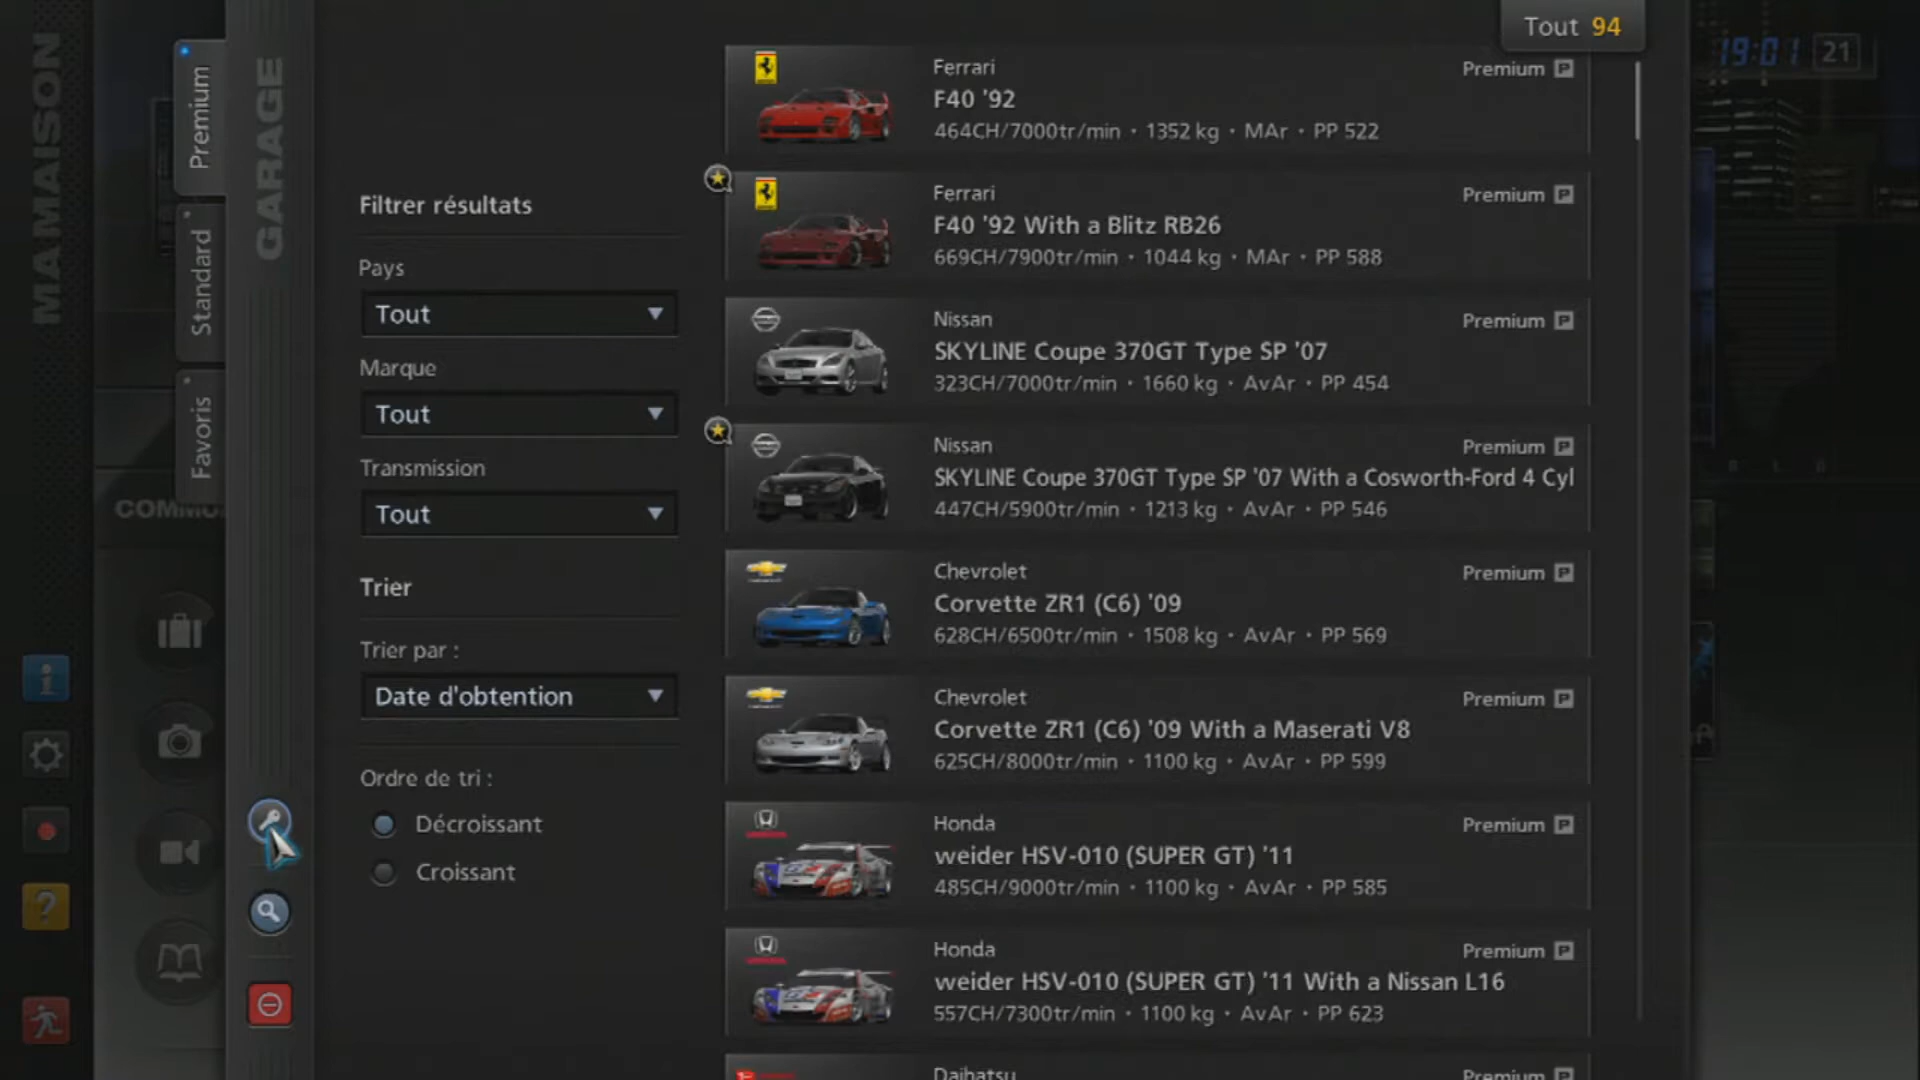 MAMAISON
Premium
Standard
Favoris
GARAGE
COMMU
Tout 94
19:01 21
Filtrer résultats
Pays
Tout
Marque
Tout
Transmission
Tout
Trier
Trier par :
Date d'obtention
Ordre de tri :
Décroissant
Croissant
Ferrari
Premium P
F40 '92
464CH/7000tr/min • 1352 kg • MAr • PP 522
Ferrari
Premium P
F40 '92 With a Blitz RB26
669CH/7900tr/min • 1044 kg • MAr • PP 588
Nissan
Premium P
SKYLINE Coupe 370GT Type SP '07
323CH/7000tr/min • 1660 kg • AvAr • PP 454
Nissan
Premium P
SKYLINE Coupe 370GT Type SP '07 With a Cosworth-Ford 4 Cyl
447CH/5900tr/min • 1213 kg • AvAr • PP 546
Chevrolet
Premium P
Corvette ZR1 (C6) '09
628CH/6500tr/min • 1508 kg • AvAr • PP 569
Chevrolet
Premium P
Corvette ZR1 (C6) '09 With a Maserati V8
625CH/8000tr/min • 1100 kg • AvAr • PP 599
Honda
Premium P
weider HSV-010 (SUPER GT) '11
485CH/9000tr/min • 1100 kg • AvAr • PP 585
Honda
Premium P
weider HSV-010 (SUPER GT) '11 With a Nissan L16
557CH/7300tr/min • 1100 kg • AvAr • PP 623
Daihatsu
Premium P